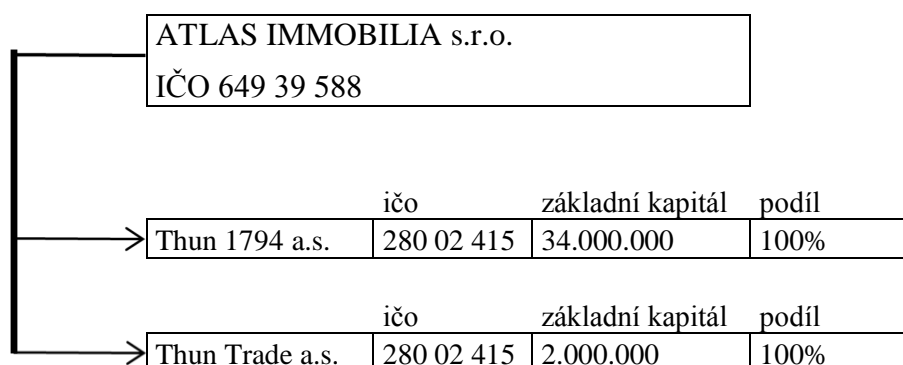 ATLAS IMMOBILIA s.r.o.
IČO 649 39 588
ičo základní kapitál podíl
Thun 1794 a.s. 280 02 415 34.000.000 100%
ičo základní kapitál podíl
Thun Trade a.s. 280 02 415 2.000.000 100%